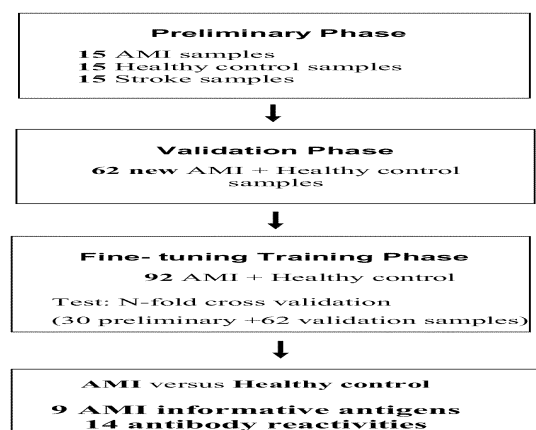 Preliminary Phase
15 AMI samples
15 Healthy control samples
15 Stroke samples
Validation Phase
62 new AMI + Healthy control
samples
Fine- tuning Training Phase
92 AMI + Healthy control
Test: N-fold cross validation
(30 preliminary +62 validation samples)
AMI versus Healthy control
9 AMI informative antigens
14 antibody reactivities